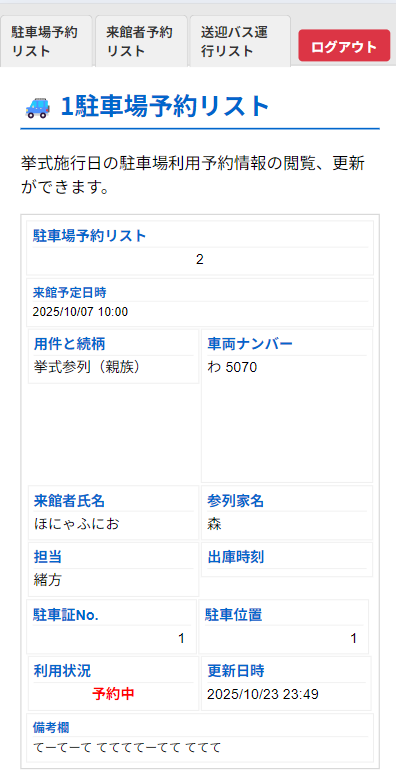 駐車場予約
リスト
来館者予約
リスト
送迎バス運
行リスト
ログアウト
1駐車場予約リスト
挙式施行日の駐車場利用予約情報の閲覧、更新
ができます。
駐車場予約リスト
2
来館予定日時
2025/10/07 10:00
用件と続柄
車両ナンバー
挙式参列（親族）
わ 5070
来館者氏名
参列家名
ほにゃふにお
森
担当
出庫時刻
緒方
駐車証No.
駐車位置
1
1
利用状況
更新日時
予約中
2025/10/23 23:49
備考欄
てーてーて ててててーてて ててて